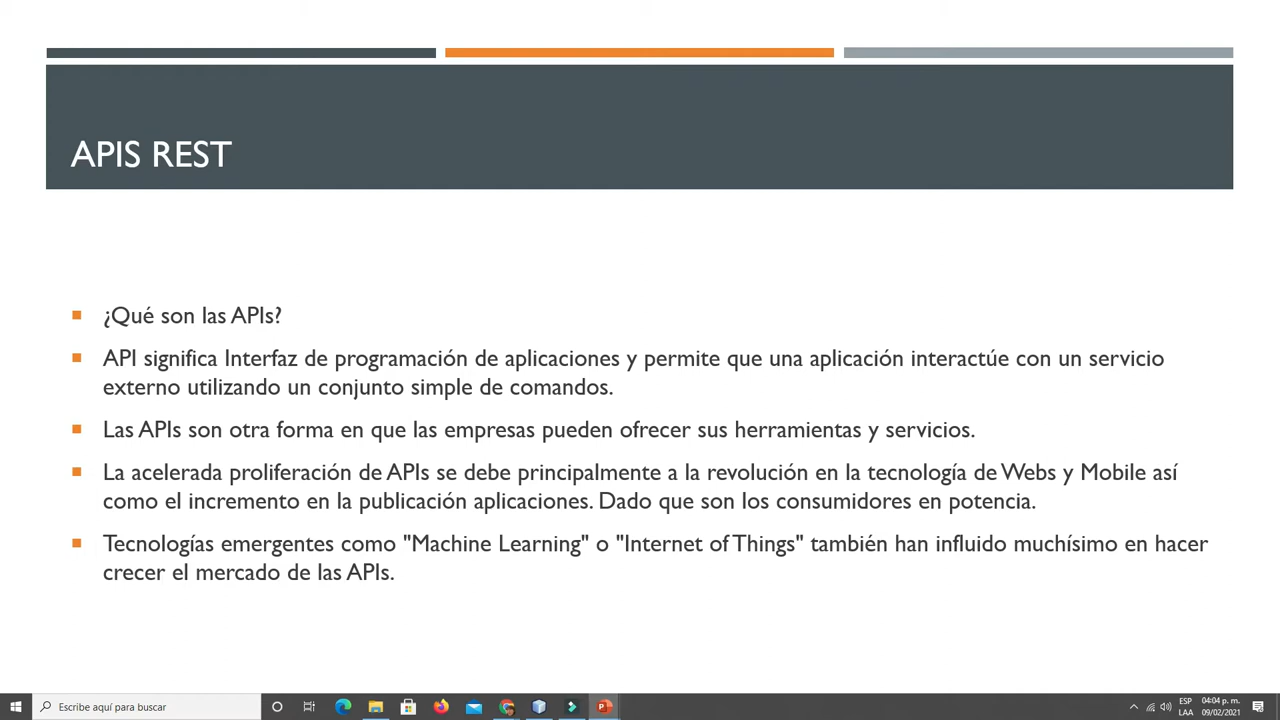 APIS REST
¿Qué son las APIs?
API significa Interfaz de programación de aplicaciones y permite que una aplicación interactúe con un servicio
externo utilizando un conjunto simple de comandos.
Las APIs son otra forma en que las empresas pueden ofrecer sus herramientas y servicios.
La acelerada proliferación de APIs se debe principalmente a la revolución en la tecnología de Webs y Mobile así
como el incremento en la publicación aplicaciones. Dado que son los consumidores en potencia.
Tecnologías emergentes como "Machine Learning" o "Internet of Things" también han influido muchísimo en hacer
crecer el mercado de las APIs.
Escribe aquí para buscar
ESP
LAA
04:04 p. m.
09/02/2021